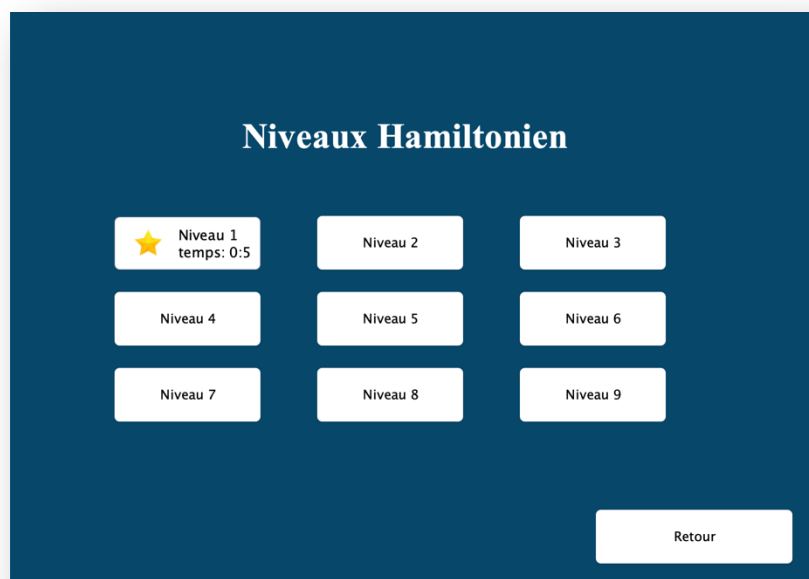 Niveaux Hamiltonien
Niveau 1
temps: 0:5
Niveau 2
Niveau 3
Niveau 4
Niveau 5
Niveau 6
Niveau 7
Niveau 8
Niveau 9
Retour